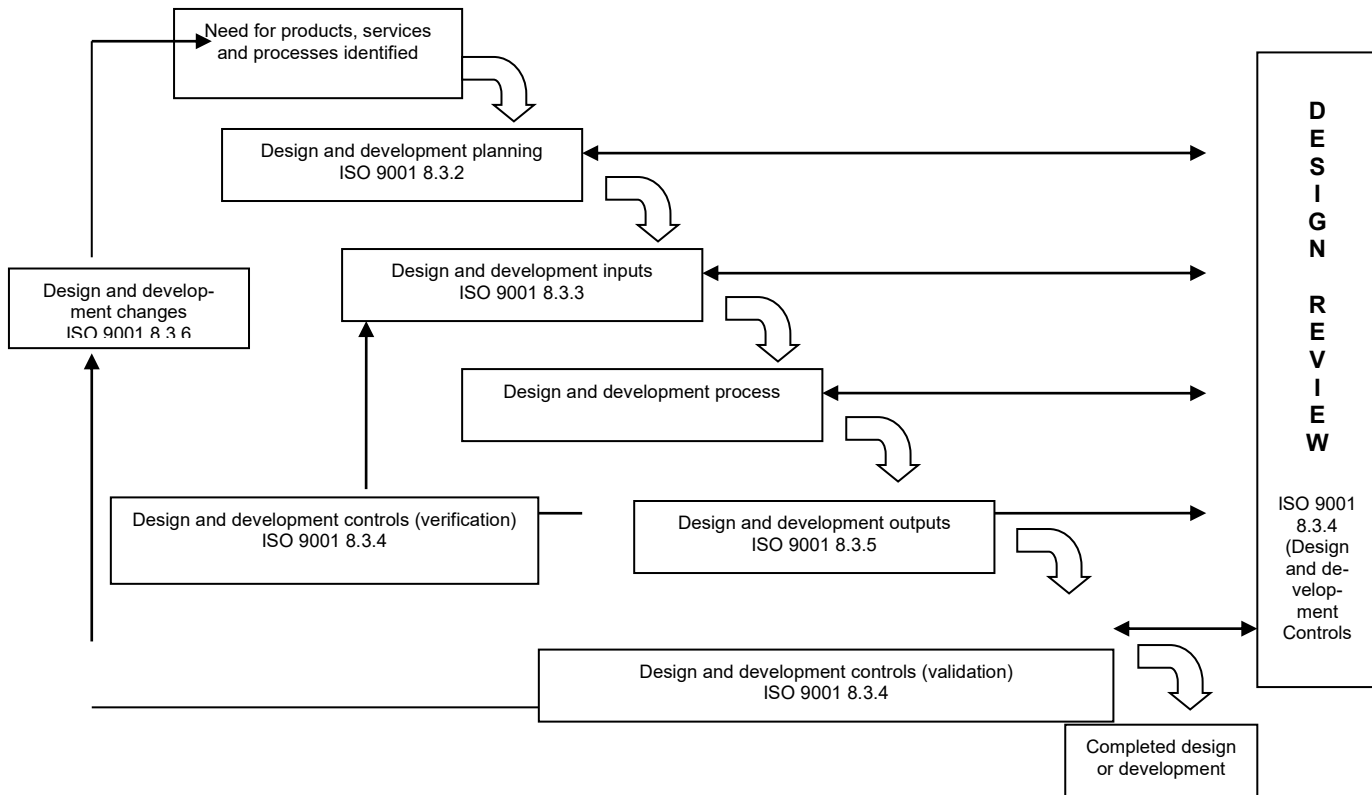 Need for products, services
and processes identified
Design and development planning
ISO 9001 8.3.2
Design and development inputs
ISO 9001 8.3.3
Design and develop-
ment changes
ISO 9001 8.3.6
Design and development process
Design and development controls (verification)
ISO 9001 8.3.4
Design and development outputs
ISO 9001 8.3.5
Design and development controls (validation)
ISO 9001 8.3.4
Completed design
or development
D
E
S
I
G
N
R
E
V
I
E
W
ISO 9001
8.3.4
(Design
and de-
velop-
ment
Controls